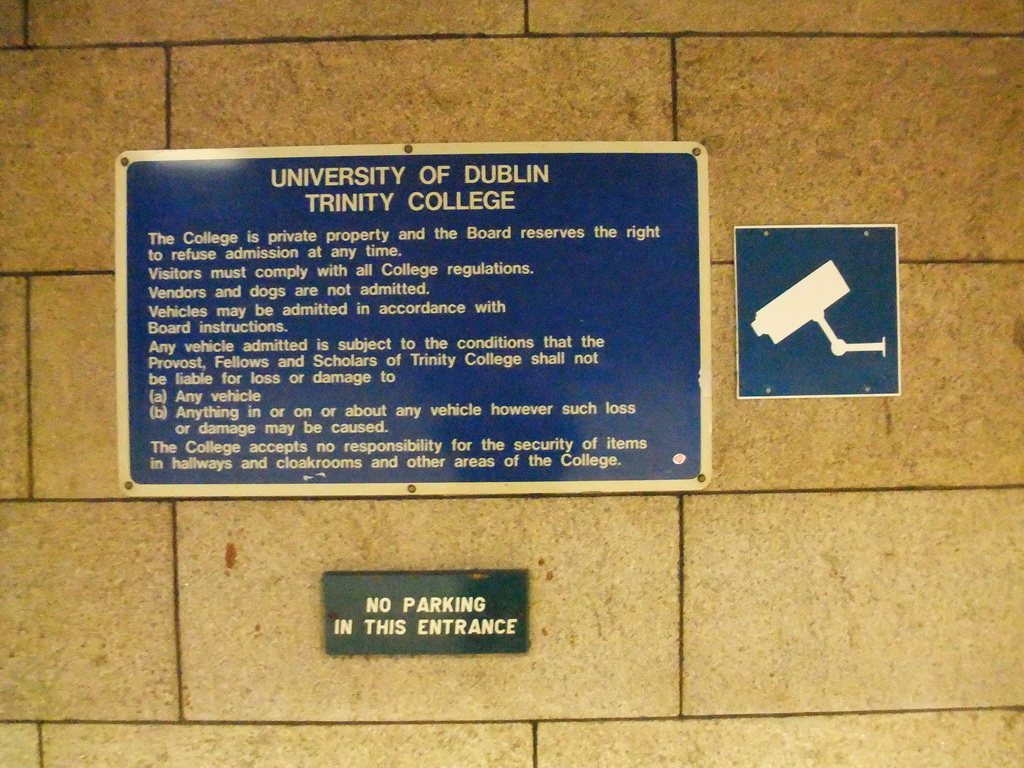 UNIVERSITY OF DUBLIN
TRINITY COLLEGE
The College is private property and the Board reserves the right
to refuse admission at any time.
Visitors must comply with all College regulations.
Vendors and dogs are not admitted.
Vehicles may be admitted in accordance with
Board instructions.
Any vehicle admitted is subject to the conditions that the
Provost, Fellows and Scholars of Trinity College shall not
be liable for loss or damage to
(a) Any vehicle
(b) Anything in or on or about any vehicle however such loss
or damage may be caused.
The College accepts no responsibility for the security of items
in hallways and cloakrooms and other areas of the College.
NO PARKING
IN THIS ENTRANCE